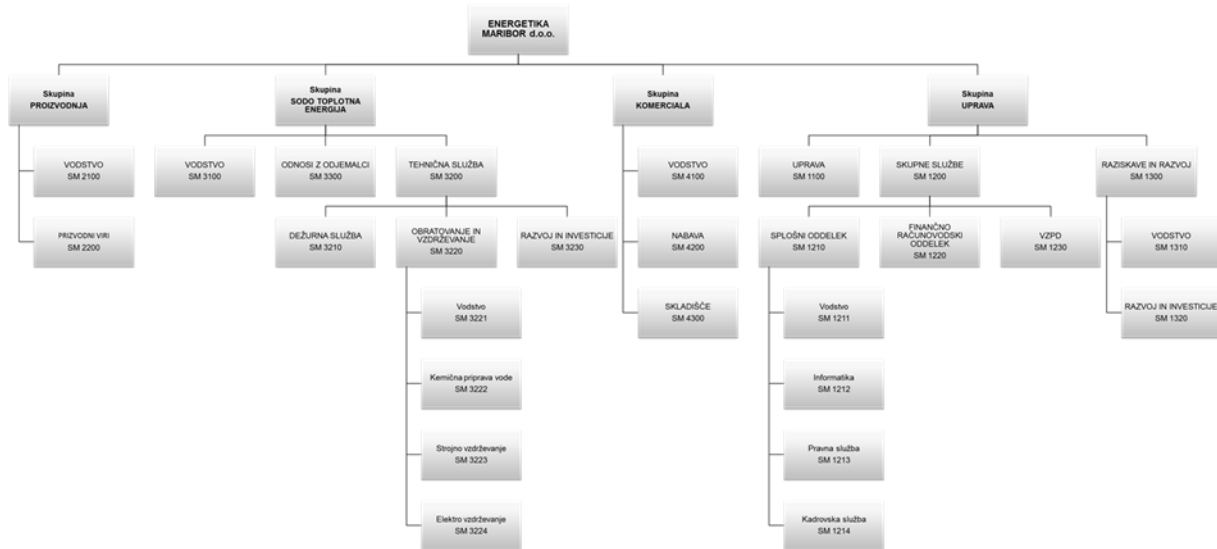 ENERGETIKA
MARIBOR d.o.o.
Skupina
PROIZVODNJA
Skupina
SODO TOPLOTNA
ENERGIJA
Skupina
KOMERCIALA
Skupina
UPRAVA
VODSTVO
SM 2100
VODSTVO
SM 3100
ODNOSI Z ODJEMALCI
SM 3300
TEHNIČNA SLUŽBA
SM 3200
VODSTVO
SM 4100
UPRAVA
SM 1100
SKUPNE SLUŽBE
SM 1200
RAZISKAVE IN RAZVOJ
SM 1300
PRIZVODNI VIRI
SM 2200
DEŽURNA SLUŽBA
SM 3210
OBRATOVANJE IN
VZDRŽEVANJE
SM 3220
RAZVOJ IN INVESTICIJE
SM 3230
NABAVA
SM 4200
SPLOŠNI ODDELEK
SM 1210
FINANČNO
RAČUNOVODSKI
ODDELEK
SM 1220
VZPD
SM 1230
VODSTVO
SM 1310
Vodstvo
SM 3221
SKLADIŠČE
SM 4300
Vodstvo
SM 1211
RAZVOJ IN INVESTICIJE
SM 1320
Kemična priprava vode
SM 3222
Informatika
SM 1212
Strojno vzdrževanje
SM 3223
Pravna služba
SM 1213
Elektro vzdrževanje
SM 3224
Kadrovska služba
SM 1214